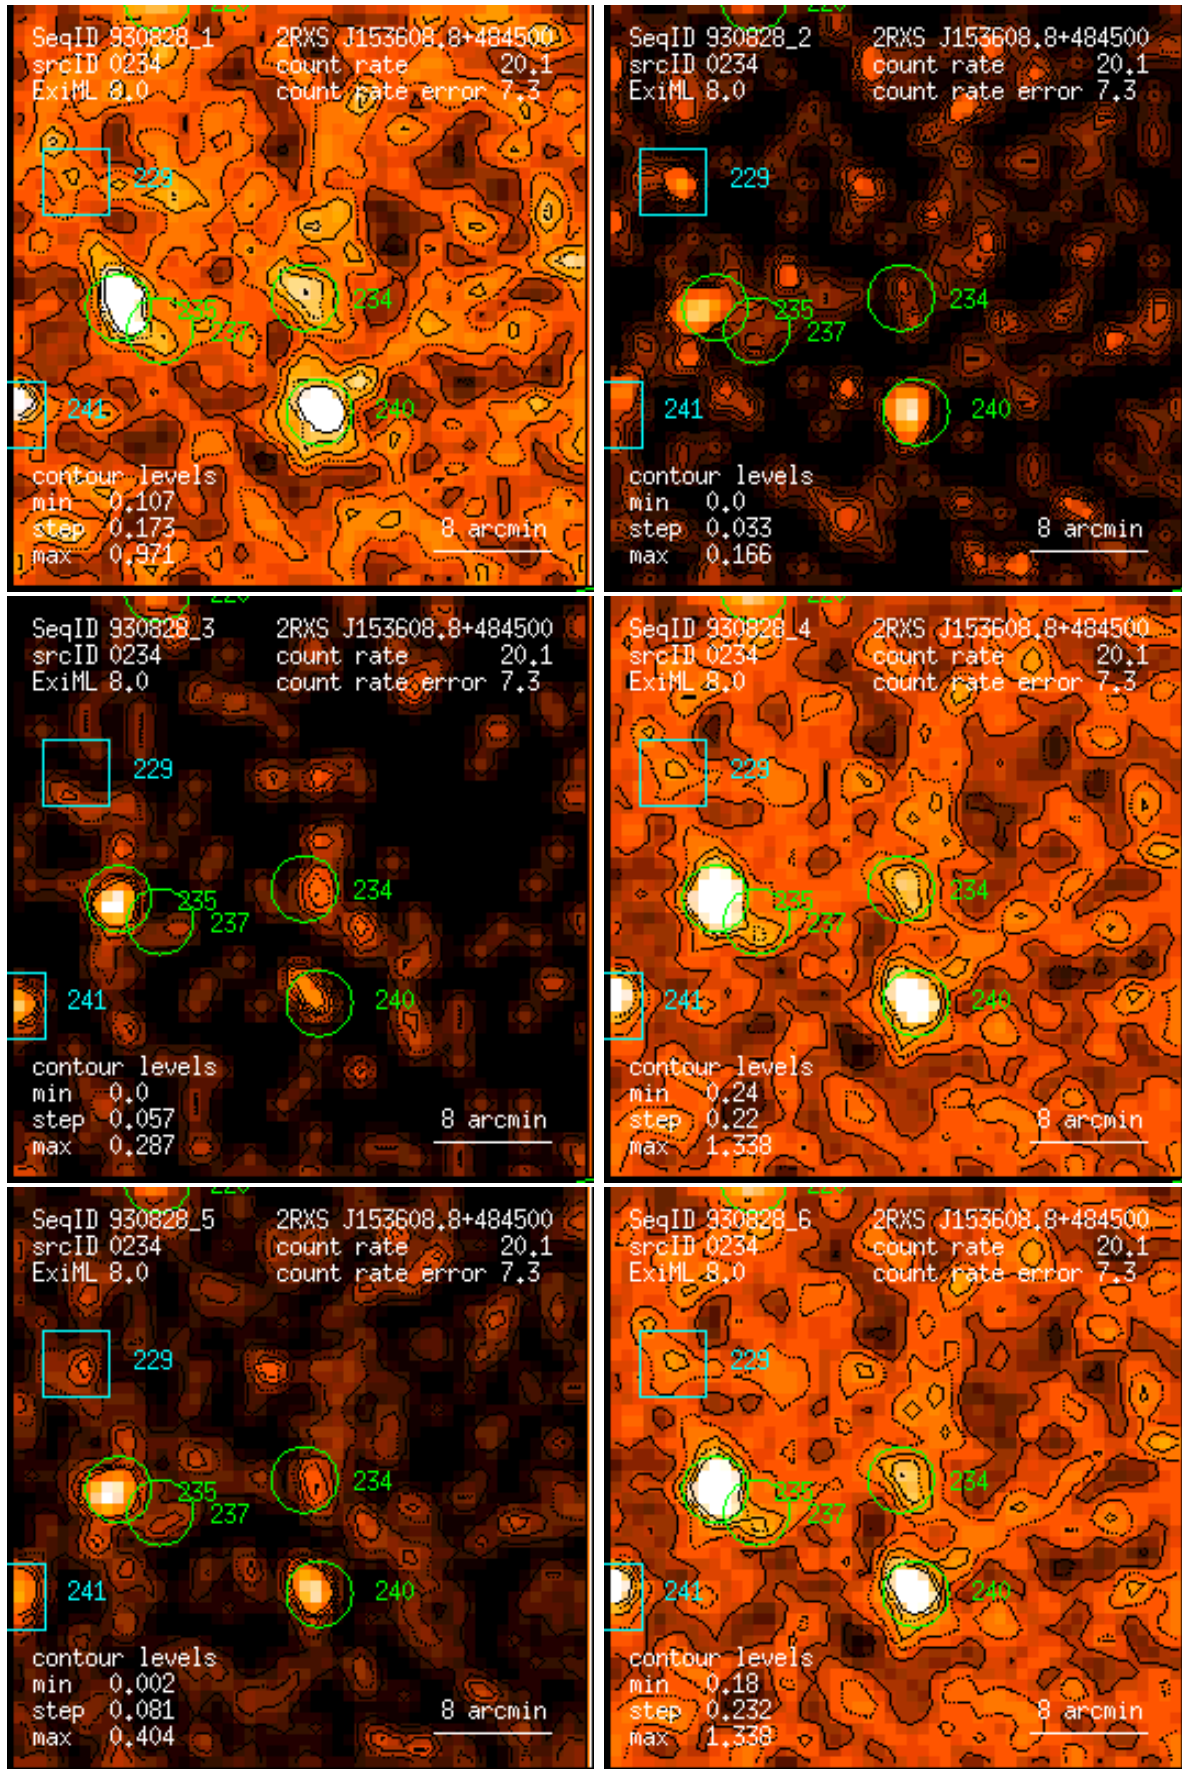 SeqID 930828_1 2RXS J153608.8+484500
srcID 0234 count rate 20.1
ExiML 8.0 count rate error 7.3
229
234
235
237
241
240
contour levels
min 0.107
step 0.173
max 0.971
8 arcmin
SeqID 930828_2 2RXS J153608.8+484500
srcID 0234 count rate 20.1
ExiML 8.0 count rate error 7.3
229
234
235
237
241
240
contour levels
min 0.0
step 0.033
max 0.166
8 arcmin
SeqID 930828_3 2RXS J153608.8+484500
srcID 0234 count rate 20.1
ExiML 8.0 count rate error 7.3
229
234
235
237
241
240
contour levels
min 0.0
step 0.057
max 0.287
8 arcmin
SeqID 930828_4 2RXS J153608.8+484500
srcID 0234 count rate 20.1
ExiML 8.0 count rate error 7.3
229
234
235
237
241
240
contour levels
min 0.24
step 0.22
max 1.338
8 arcmin
SeqID 930828_5 2RXS J153608.8+484500
srcID 0234 count rate 20.1
ExiML 8.0 count rate error 7.3
229
234
235
237
241
240
contour levels
min 0.002
step 0.081
max 0.404
8 arcmin
SeqID 930828_6 2RXS J153608.8+484500
srcID 0234 count rate 20.1
ExiML 8.0 count rate error 7.3
229
234
235
237
241
240
contour levels
min 0.18
step 0.232
max 1.338
8 arcmin